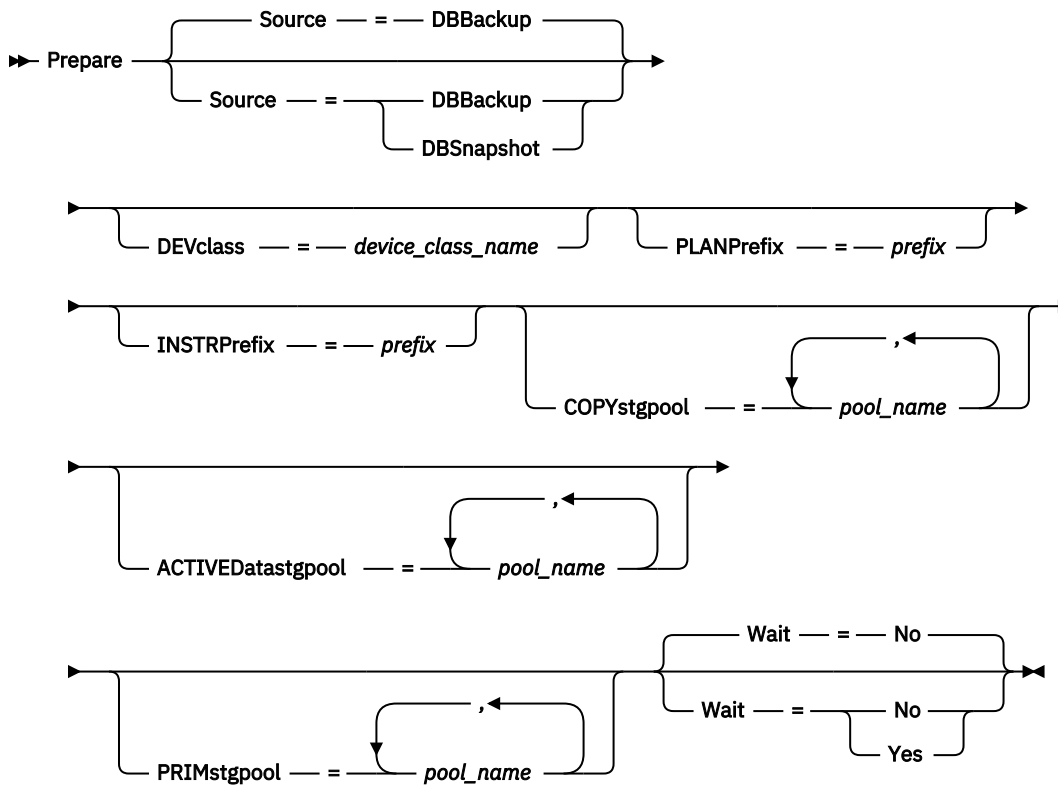 Source = DBBackup
Prepare
Source = DBBackup
DBSnapshot
DEVclass = device_class_name PLANPrefix = prefix
,
INSTRPrefix = prefix
COPYstgpool = pool_name
,
ACTIVEDatastgpool = pool_name
Wait = No
,
Wait = No
Yes
PRIMstgpool = pool_name